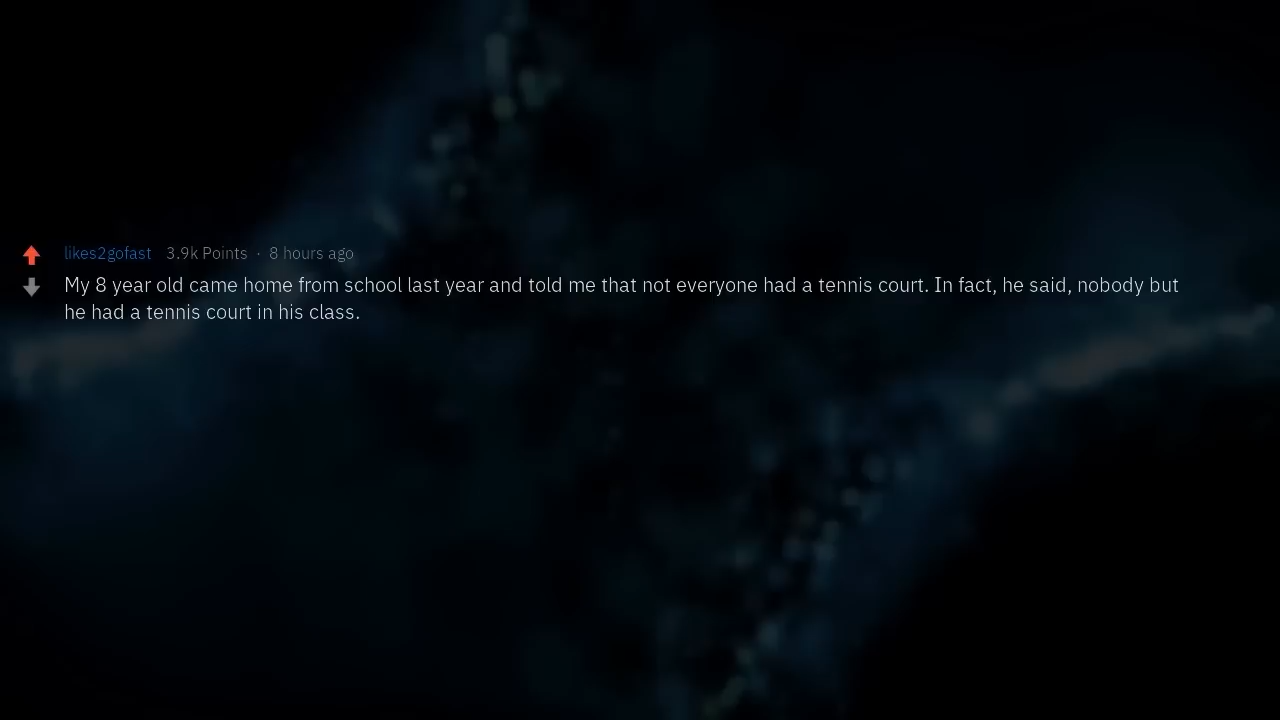 likes2gofast 3.9k Points · 8 hours ago
My 8 year old came home from school last year and told me that not everyone had a tennis court. In fact, he said, nobody but
he had a tennis court in his class.